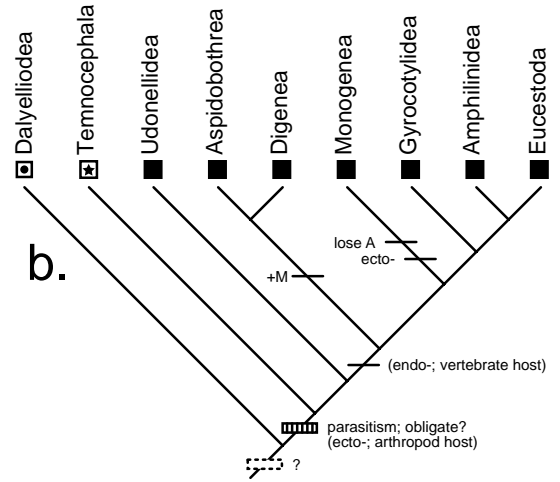 Dalyelliodea
Temnocephala
Udonellidea
Aspidobothrea
Digenea
Monogenea
Gyrocotylidea
Amphilinidea
Eucestoda
b.
lose A
ecto-
+M
(endo-; vertebrate host)
parasitism; obligate?
(ecto-; arthropod host)
?